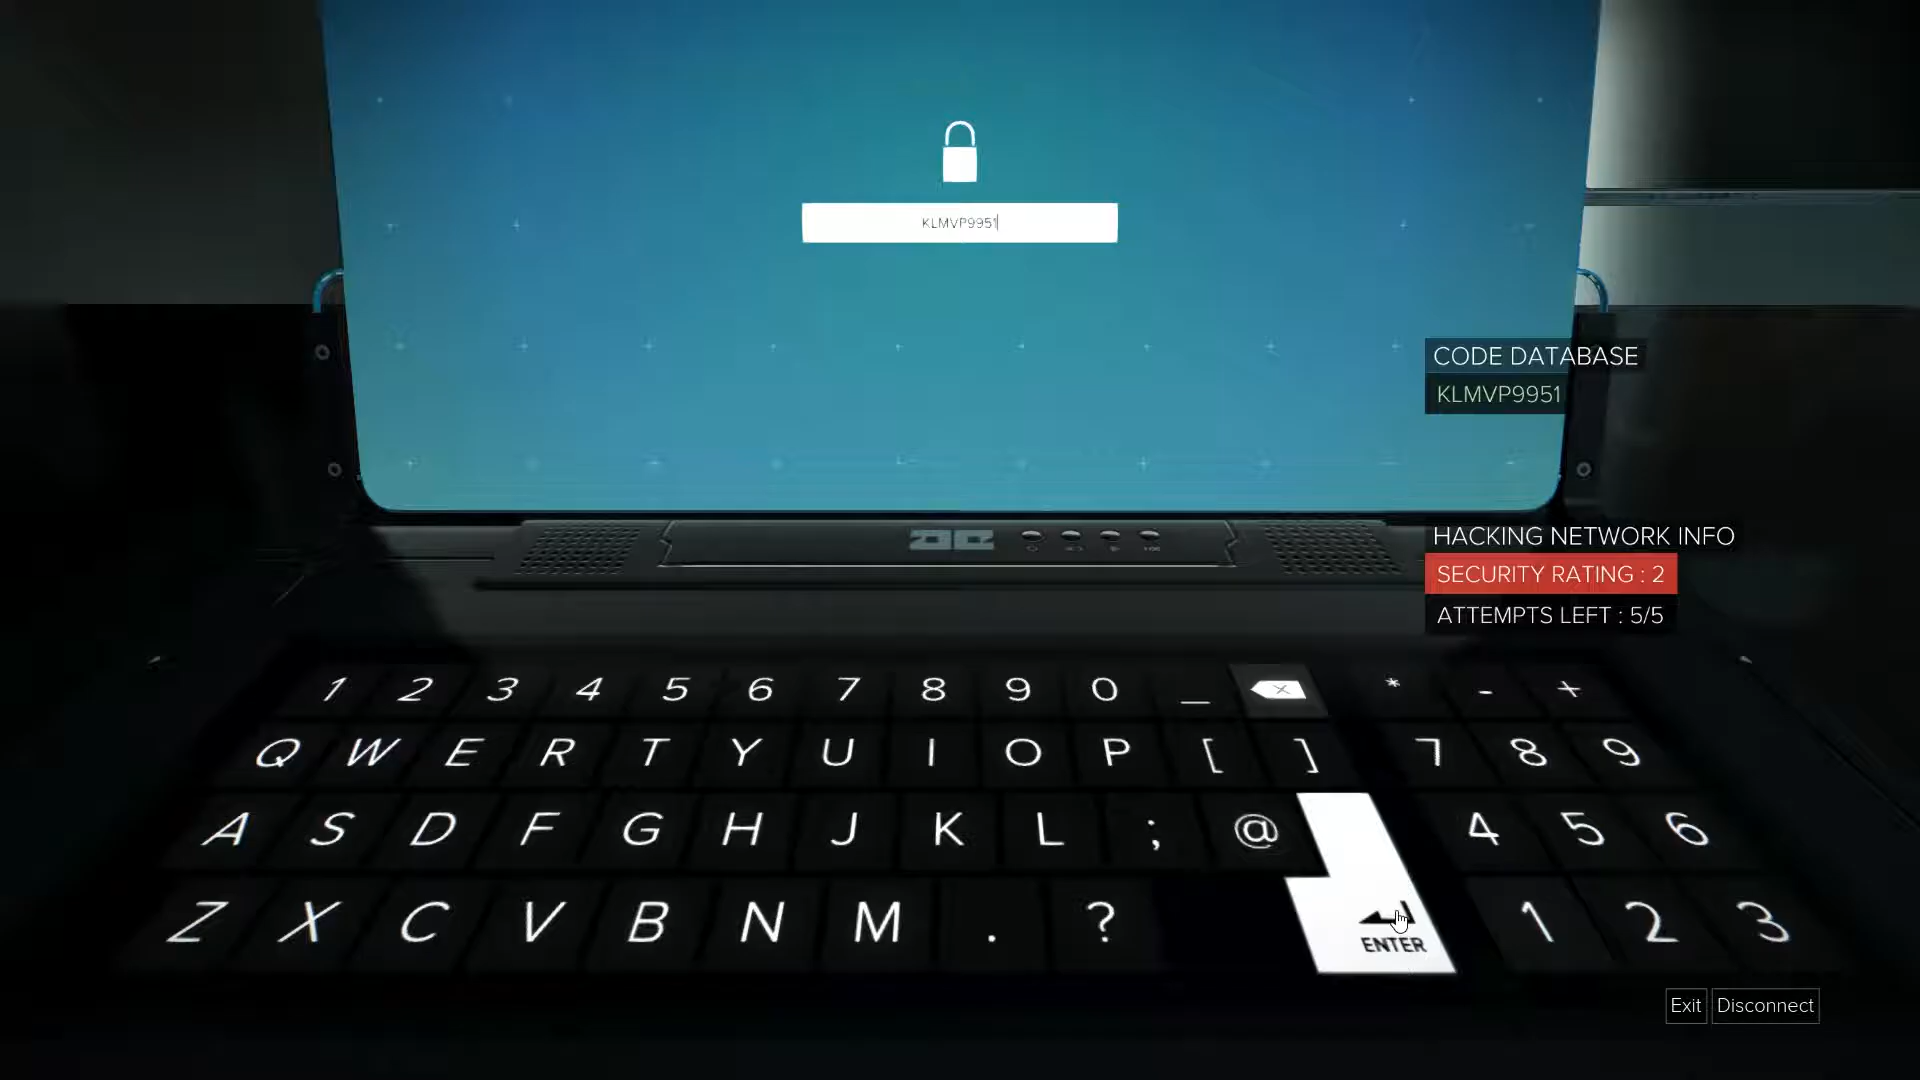 KLMVP9951
CODE DATABASE
KLMVP9951
HACKING NETWORK INFO
SECURITY RATING : 2
ATTEMPTS LEFT : 5/5
1 2 3 4 5 6 7 8 9 0 _ * - +
Q W E R T Y U I O P [ ] 7 8 9
A S D F G H J K L ; @ 4 5 6
Z X C V B N M . ? ENTER 1 2 3
Exit Disconnect